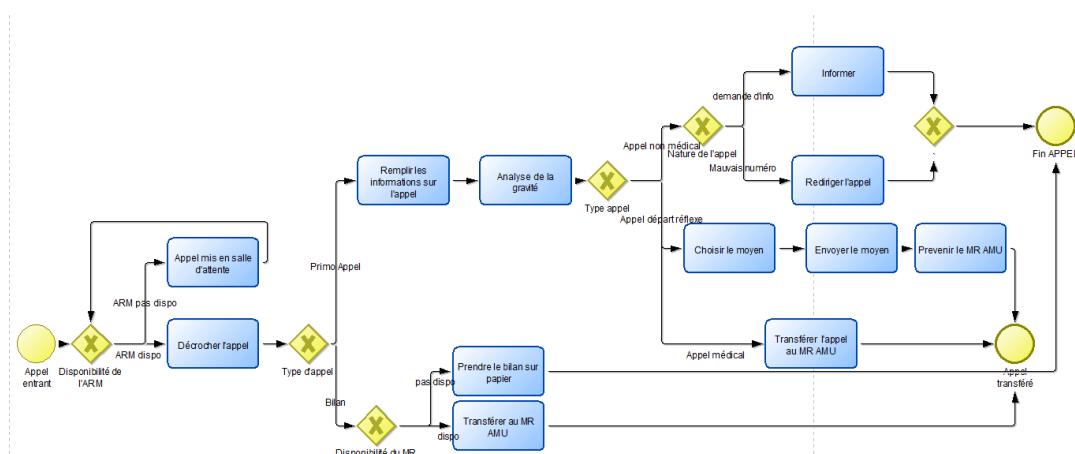 Informer
demande d'info
Appel non médical
Nature de l'appel
Fin APPEL
Mauvais numéro
Remplir les
informations sur
l'appel
Analyse de la
gravité
Rediriger l'appel
Type appel
Appel départ réflexe
Appel mis en salle
d'attente
Choisir le moyen
Envoyer le moyen
Prevenir le MR AMU
Primo Appel
ARM pas dispo
Décrocher l'appel
Transférer l'appel
au MR AMU
ARM dispo
Appel médical
Appel
entrant
Disponibilité de
l'ARM
Type d'appel
Appel
transféré
Prendre le bilan sur
papier
pas dispo
Bilan
Transférer au MR
AMU
dispo
Disponibilité du MR